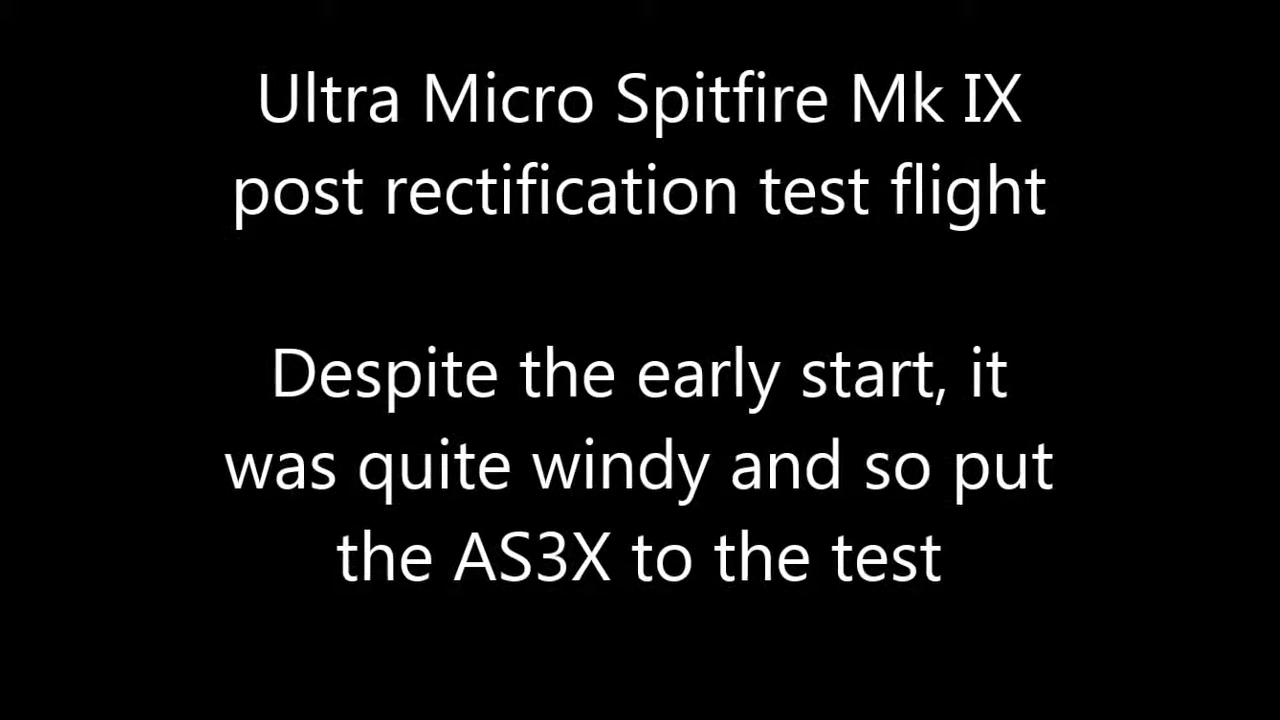 Ultra Micro Spitfire Mk IX
post rectification test flight
Despite the early start, it
was quite windy and so put
the AS3X to the test